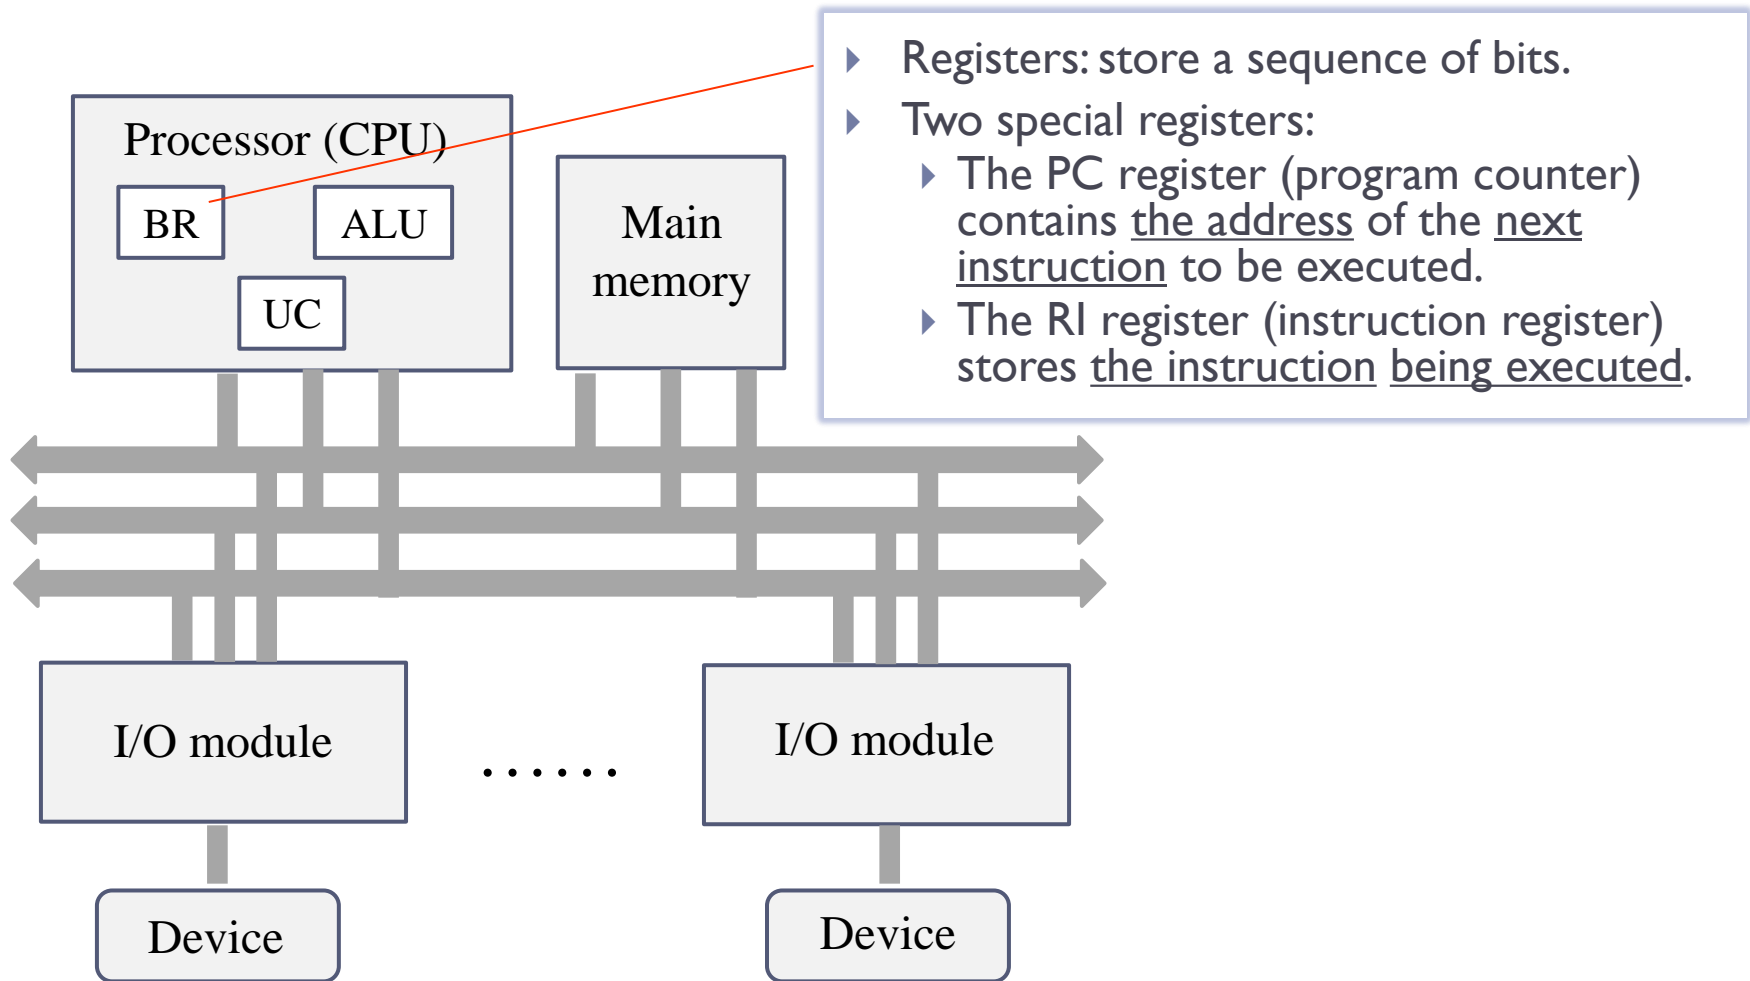 Registers: store a sequence of bits.
Two special registers:
The PC register (program counter)
contains the address of the next
instruction to be executed.
The RI register (instruction register)
stores the instruction being executed.
Processor (CPU)
BR
ALU
UC
Main
memory
I/O module
......
I/O module
Device
Device